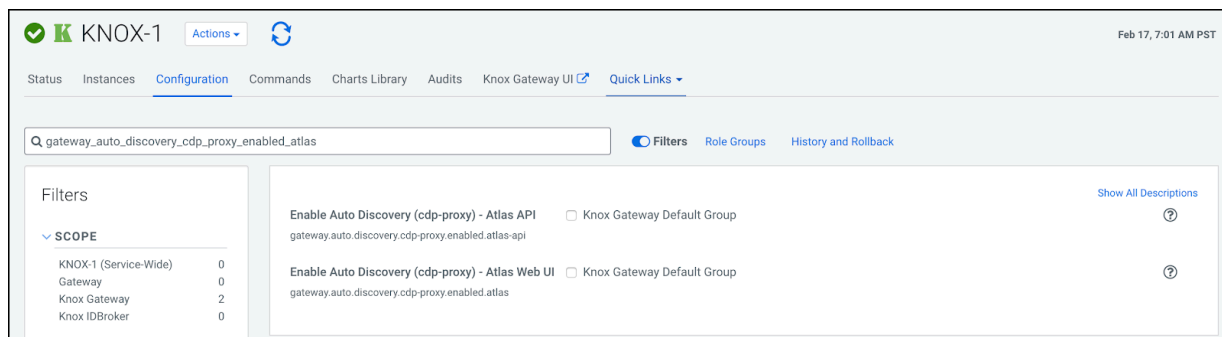 KNOX-1 Actions Feb 17, 7:01 AM PST
Status Instances Configuration Commands Charts Library Audits Knox Gateway UI Quick Links
gateway_auto_discovery_cdp_proxy_enabled_atlas Filters Role Groups History and Rollback
Filters
Show All Descriptions
SCOPE
KNOX-1 (Service-Wide) 0
Gateway 0
Knox Gateway 2
Knox IDBroker 0
Enable Auto Discovery (cdp-proxy) - Atlas API Knox Gateway Default Group
gateway.auto.discovery.cdp-proxy.enabled.atlas-api
Enable Auto Discovery (cdp-proxy) - Atlas Web UI Knox Gateway Default Group
gateway.auto.discovery.cdp-proxy.enabled.atlas